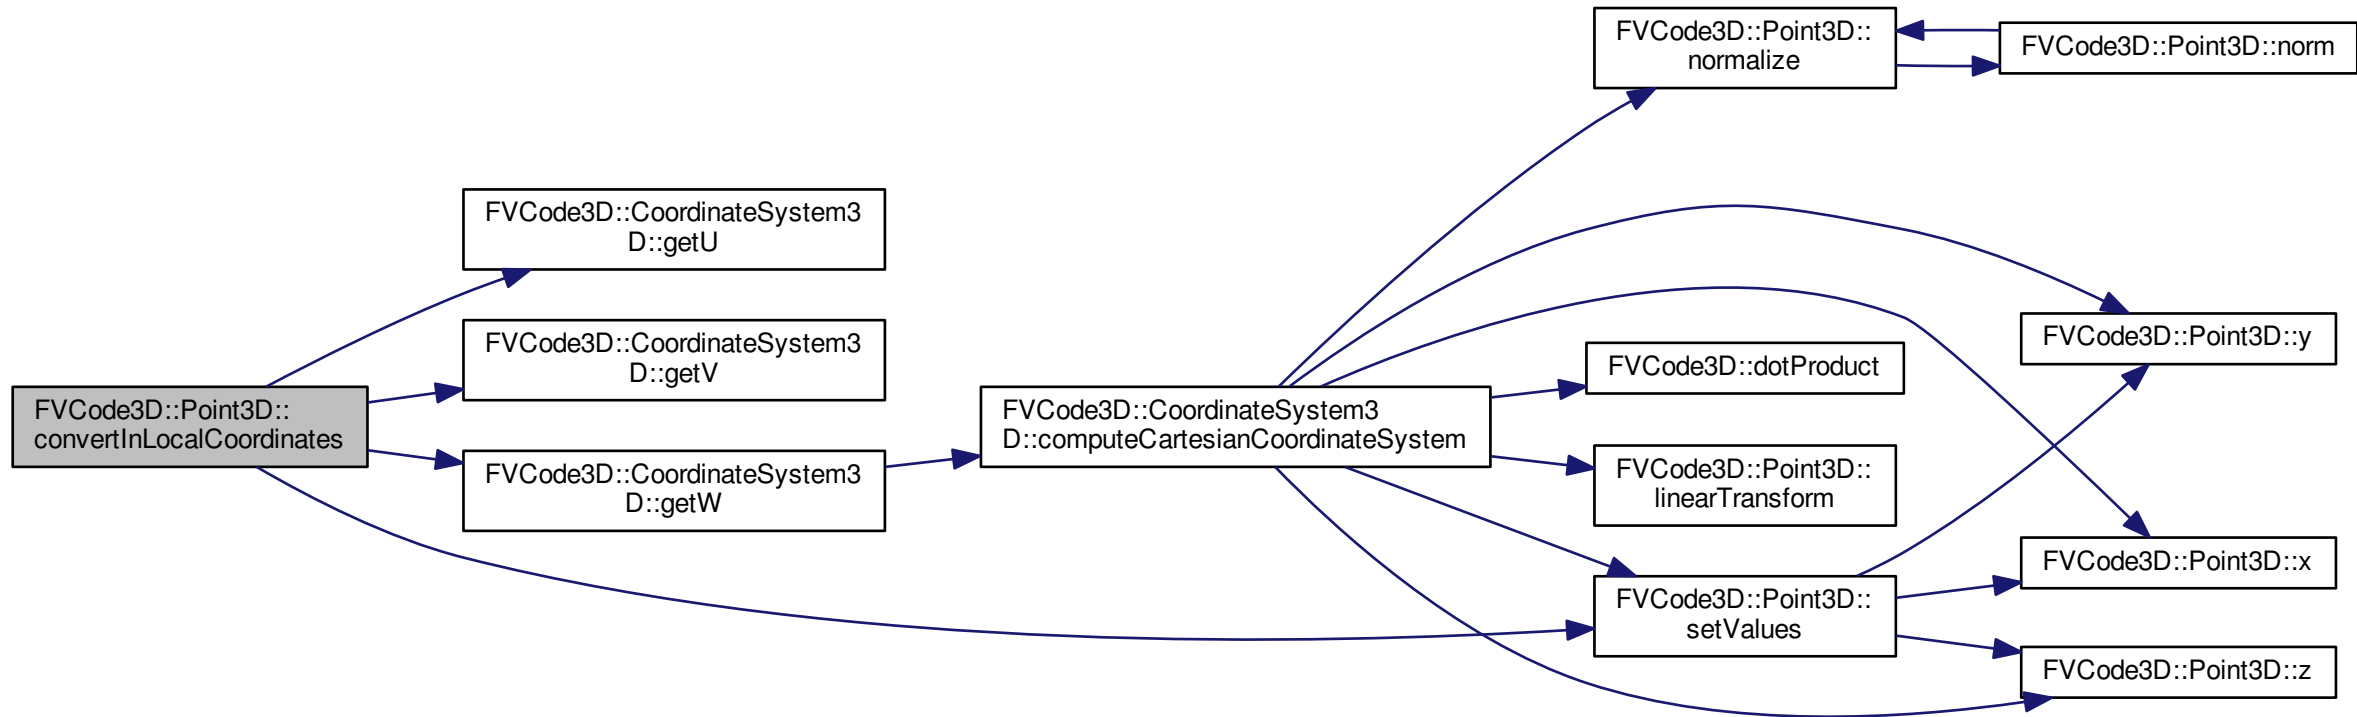 FVCode3D::Point3D::
convertInLocalCoordinates
FVCode3D::CoordinateSystem3
D::getU
FVCode3D::CoordinateSystem3
D::getV
FVCode3D::CoordinateSystem3
D::getW
FVCode3D::CoordinateSystem3
D::computeCartesianCoordinateSystem
FVCode3D::Point3D::
normalize
FVCode3D::dotProduct
FVCode3D::Point3D::
linearTransform
FVCode3D::Point3D::
setValues
FVCode3D::Point3D::norm
FVCode3D::Point3D::y
FVCode3D::Point3D::x
FVCode3D::Point3D::z